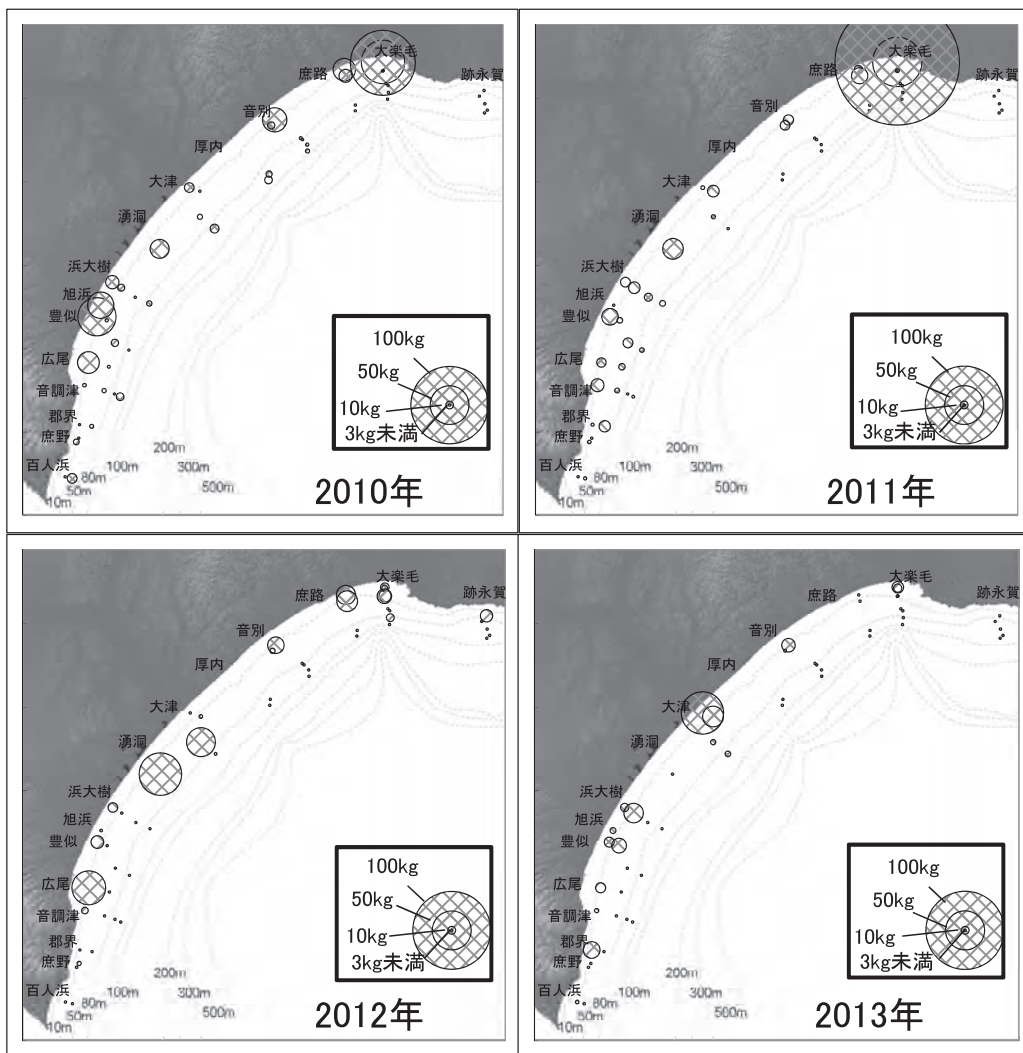 大楽毛
庶路
跡永賀
音別
厚内
大津
湧洞
浜大樹
旭浜
豊似
広尾
音調津
郡界
庶野
百人浜
100kg
50kg
10kg
3kg未満
200m
100m
300m
80m
500m
50m
10m
2010年
大楽毛
庶路
跡永賀
音別
厚内
大津
湧洞
浜大樹
旭浜
豊似
広尾
音調津
郡界
庶野
百人浜
100kg
50kg
10kg
3kg未満
200m
100m
300m
80m
500m
50m
10m
2011年
大楽毛
庶路
跡永賀
音別
厚内
大津
湧洞
浜大樹
旭浜
豊似
広尾
音調津
郡界
庶野
百人浜
100kg
50kg
10kg
3kg未満
200m
100m
300m
80m
500m
50m
10m
2012年
大楽毛
庶路
跡永賀
音別
厚内
大津
湧洞
浜大樹
旭浜
豊似
広尾
音調津
郡界
庶野
百人浜
100kg
50kg
10kg
3kg未満
200m
100m
300m
80m
500m
50m
10m
2013年